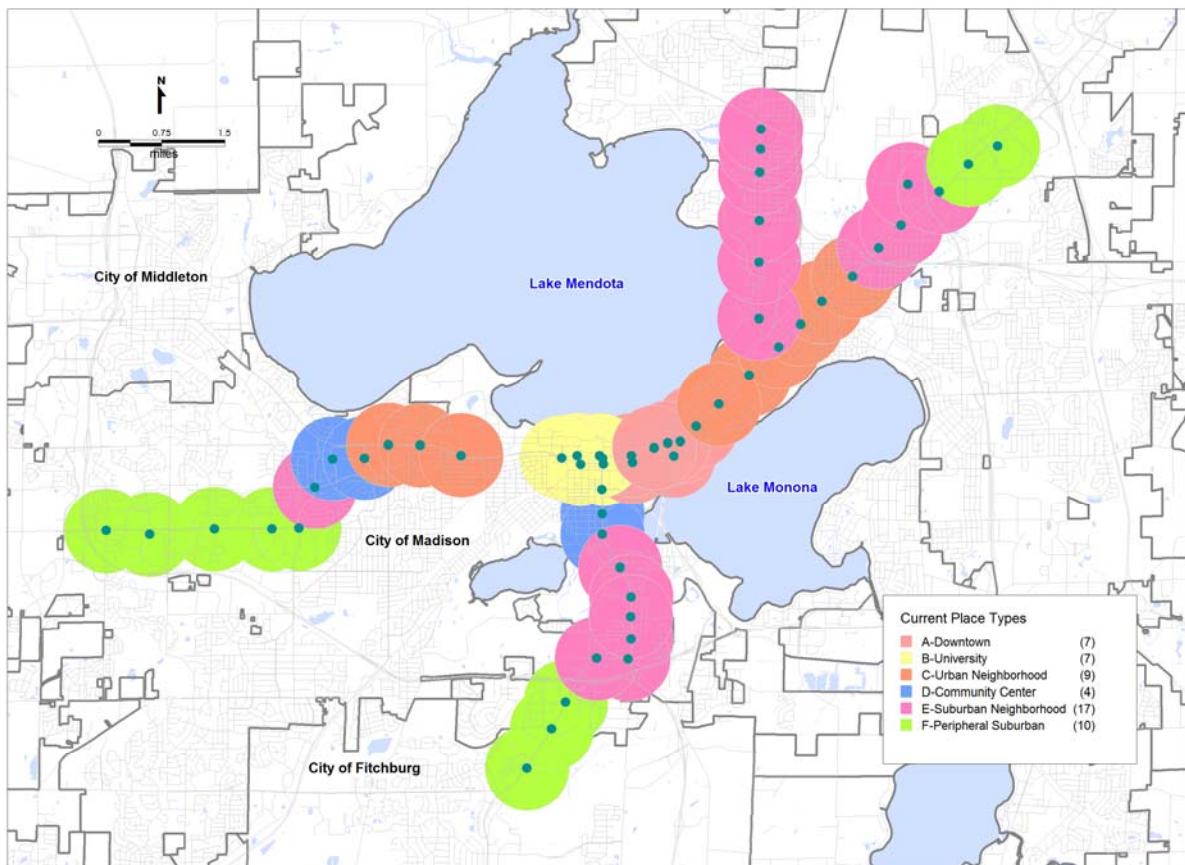 N
0 0.75 1.5
miles
City of Middleton
Lake Mendota
Lake Monona
City of Madison
City of Fitchburg
Current Place Types
A-Downtown (7)
B-University (7)
C-Urban Neighborhood (9)
D-Community Center (4)
E-Suburban Neighborhood (17)
F-Peripheral Suburban (10)